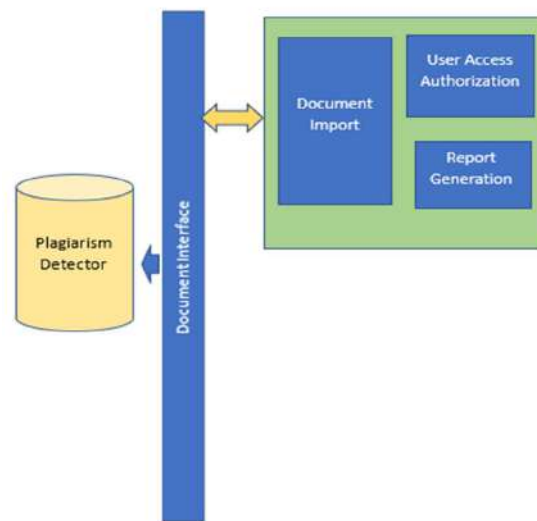 User Access
Authorization
Document
Import
Report
Generation
Plagiarism
Detector
Document Interface